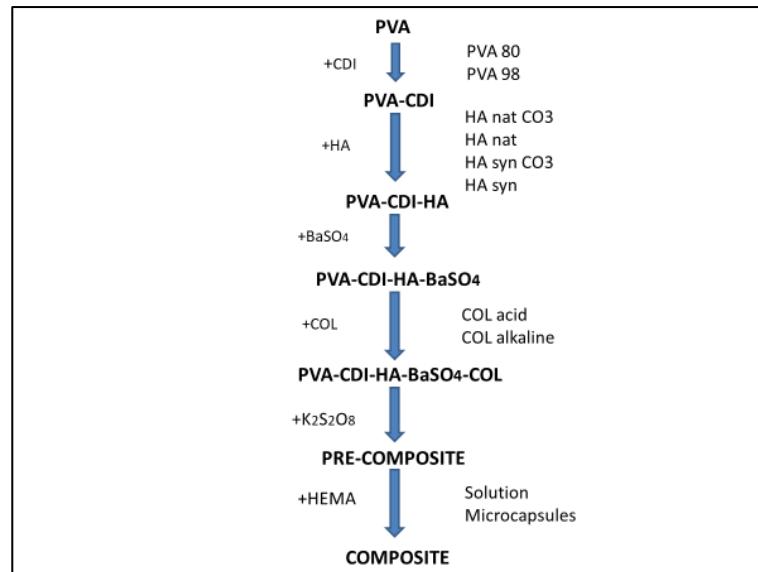 PVA
+CDI
PVA 80
PVA 98
PVA-CDI
+HA
HA nat CO3
HA nat
HA syn CO3
HA syn
PVA-CDI-HA
+BaSO4
PVA-CDI-HA-BaSO4
+COL
COL acid
COL alkaline
PVA-CDI-HA-BaSO4-COL
+K2S2O8
PRE-COMPOSITE
+HEMA
Solution
Microcapsules
COMPOSITE